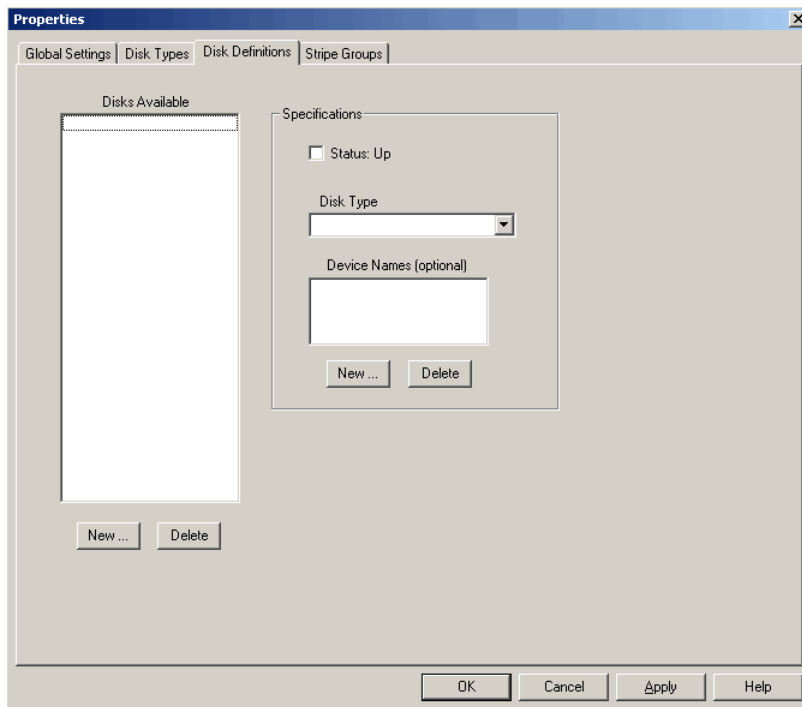 Properties
Global Settings Disk Types Disk Definitions Stripe Groups
Disks Available
Specifications
Status: Up
Disk Type
Device Names (optional)
New ... Delete
New ... Delete
OK Cancel Apply Help